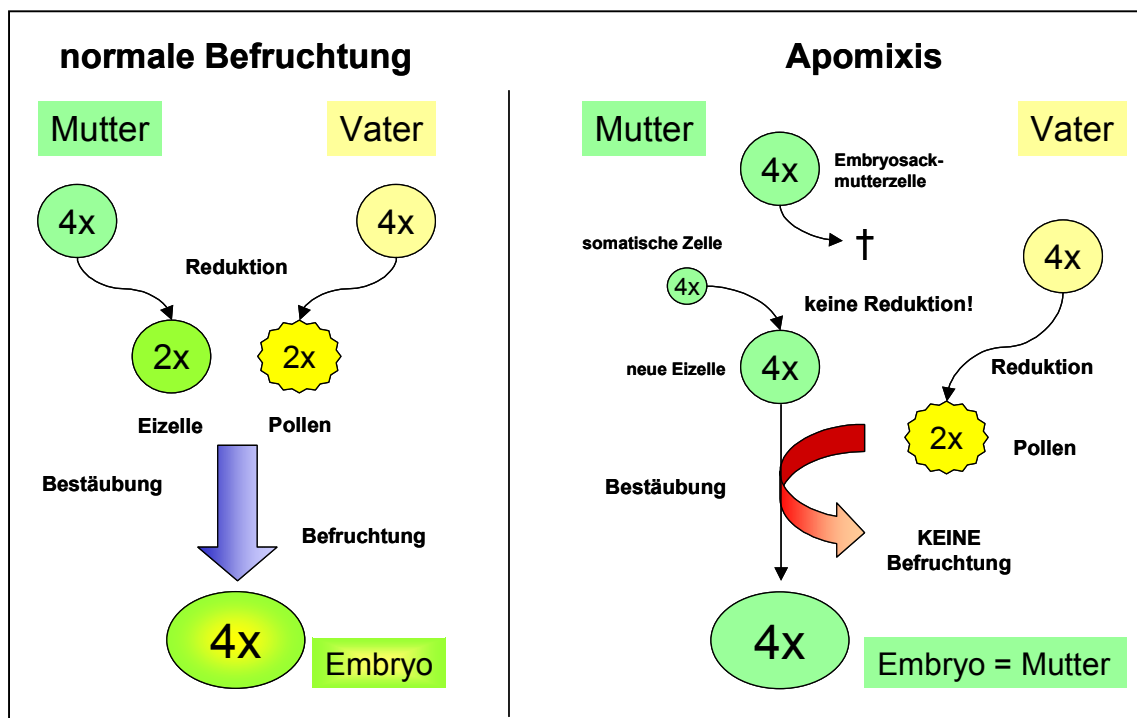 normale Befruchtung
Mutter
Vater
4x
4x
Reduktion
2x
2x
Eizelle
Pollen
Bestäubung
Befruchtung
4x
Embryo
Apomixis
Mutter
Vater
4x
Embryosack-
mutterzelle
†
somatische Zelle
4x
keine Reduktion!
4x
neue Eizelle
4x
Reduktion
2x
Pollen
Bestäubung
KEINE
Befruchtung
4x
Embryo = Mutter